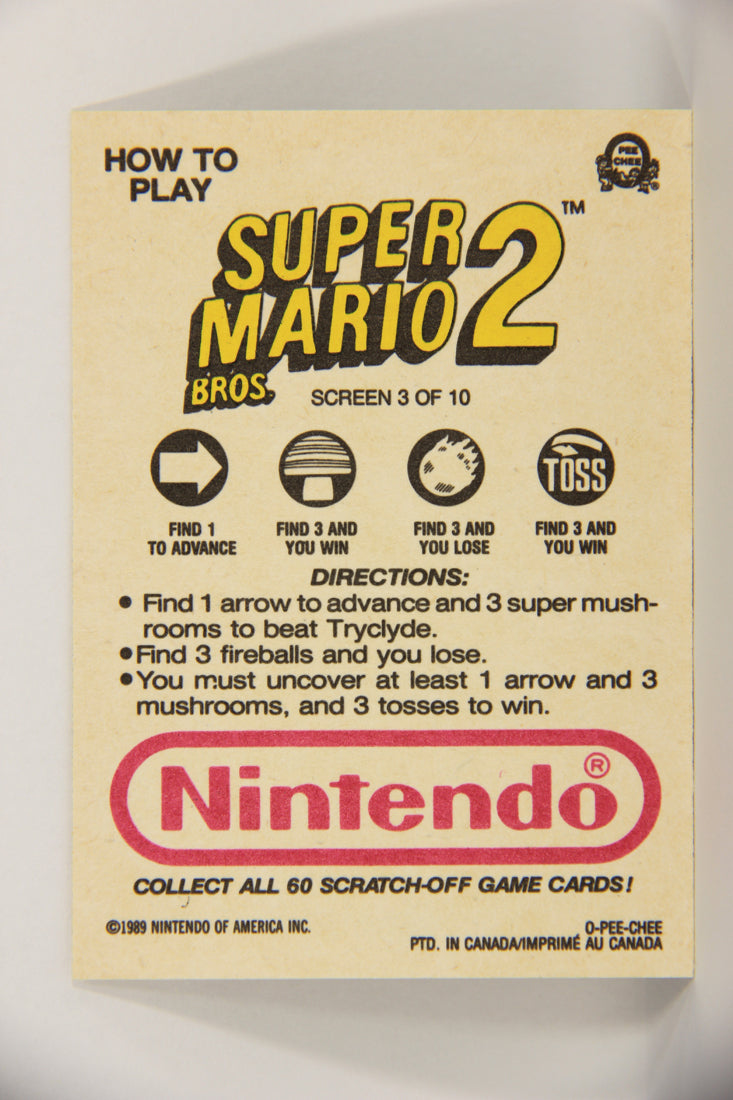 HOW TO
PLAY
PEE
CHEE
®
SUPER
MARIO
BROS. 2™
SCREEN 3 OF 10
TOSS
FIND 1
TO ADVANCE
FIND 3 AND
YOU WIN
FIND 3 AND
YOU LOSE
FIND 3 AND
YOU WIN
DIRECTIONS:
• Find 1 arrow to advance and 3 super mush-
rooms to beat Tryclyde.
• Find 3 fireballs and you lose.
• You must uncover at least 1 arrow and 3
mushrooms, and 3 tosses to win.
Nintendo®
COLLECT ALL 60 SCRATCH-OFF GAME CARDS!
©1989 NINTENDO OF AMERICA INC.
O-PEE-CHEE
PTD. IN CANADA/IMPRIMÉ AU CANADA